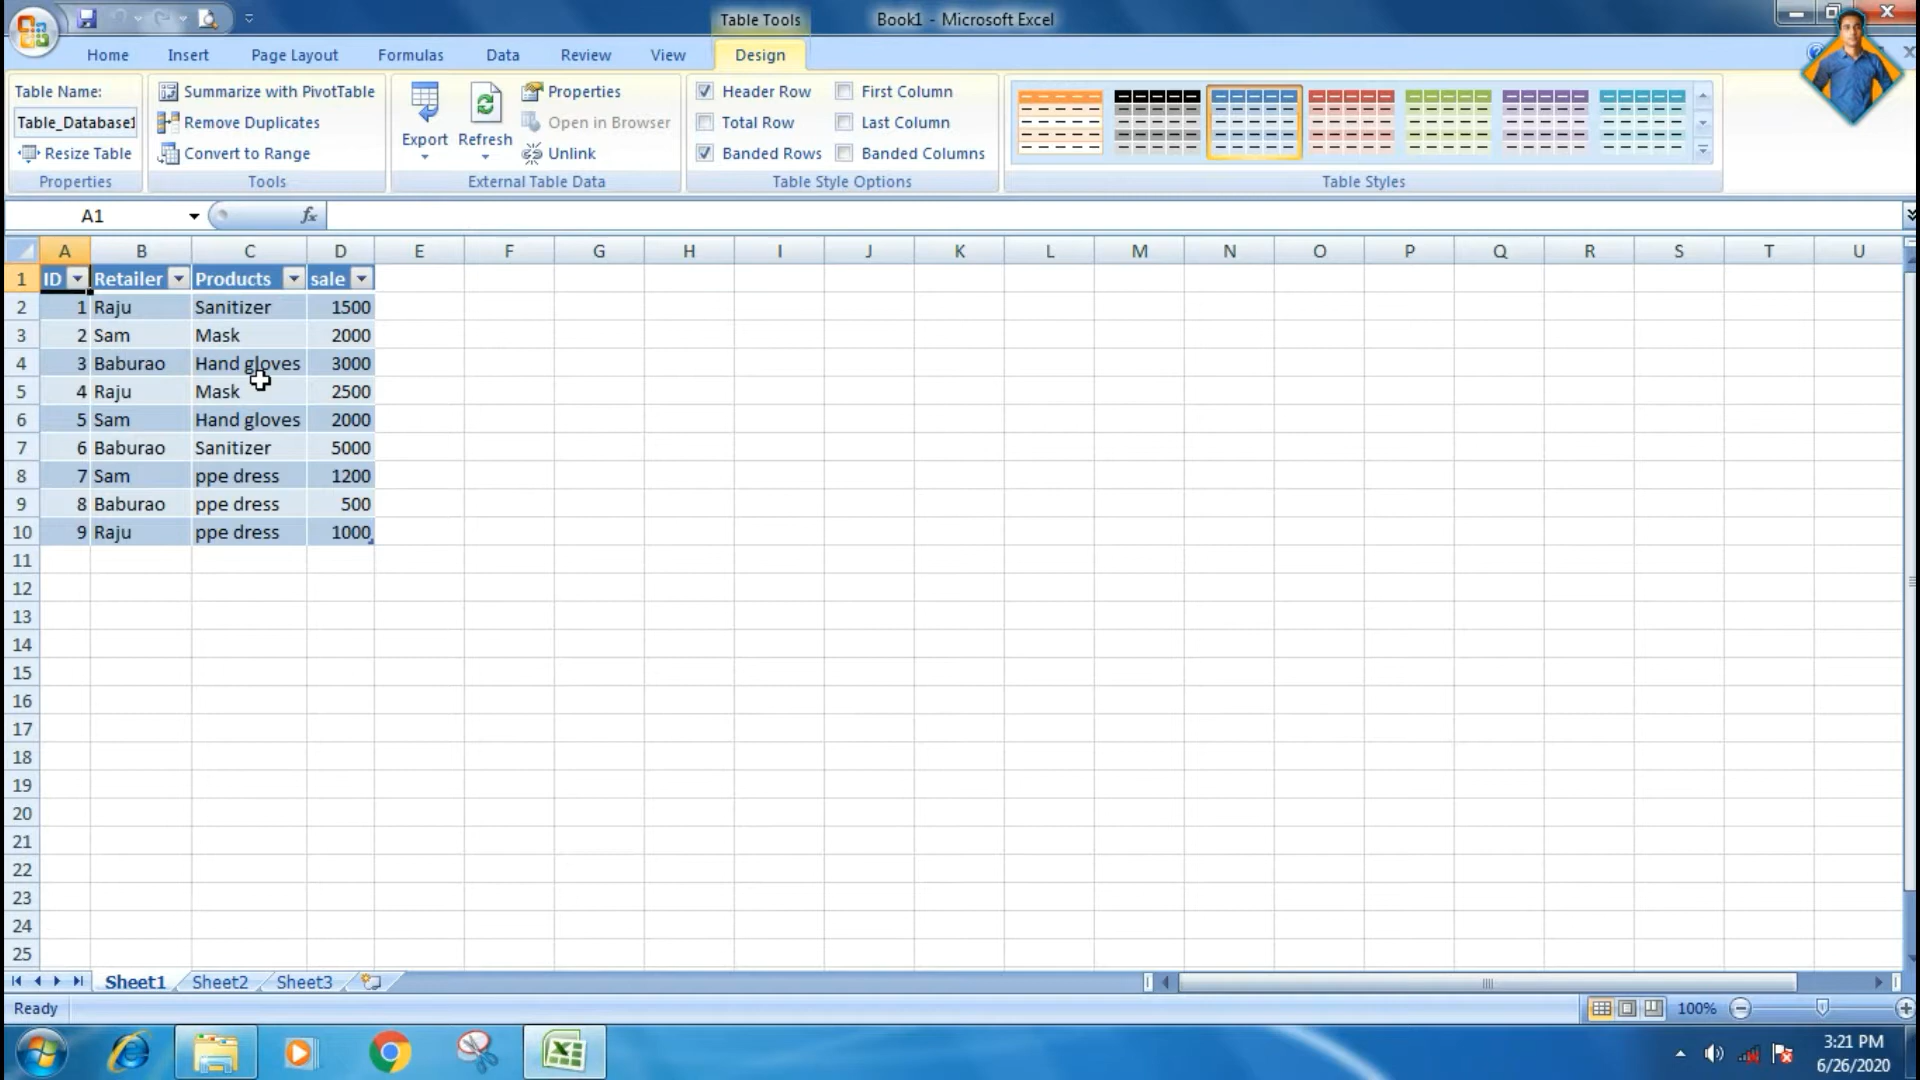 Table Tools
Book1 - Microsoft Excel
Home Insert Page Layout Formulas Data Review View Design
Table Name:
Table_Database1
Resize Table
Properties
Summarize with PivotTable
Remove Duplicates
Convert to Range
Tools
Export
Refresh
Properties
Open in Browser
Unlink
External Table Data
Header Row
Total Row
Banded Rows
First Column
Last Column
Banded Columns
Table Style Options
Table Styles
A1 fx
A B C D E F G H I J K L M N O P Q R S T U
1 ID Retailer Products sale
2 1 Raju Sanitizer 1500
3 2 Sam Mask 2000
4 3 Baburao Hand gloves 3000
5 4 Raju Mask 2500
6 5 Sam Hand gloves 2000
7 6 Baburao Sanitizer 5000
8 7 Sam ppe dress 1200
9 8 Baburao ppe dress 500
10 9 Raju ppe dress 1000
11
12
13
14
15
16
17
18
19
20
21
22
23
24
25
Sheet1 Sheet2 Sheet3
Ready
100%
3:21 PM
6/26/2020